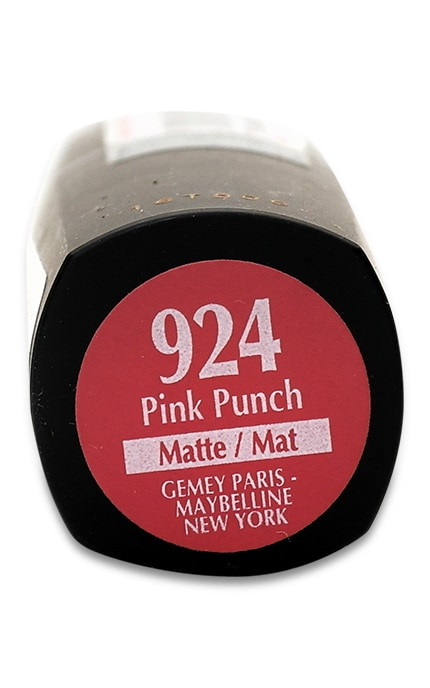 924
Pink Punch
Matte / Mat
GEMEY PARIS -
MAYBELLINE
NEW YORK